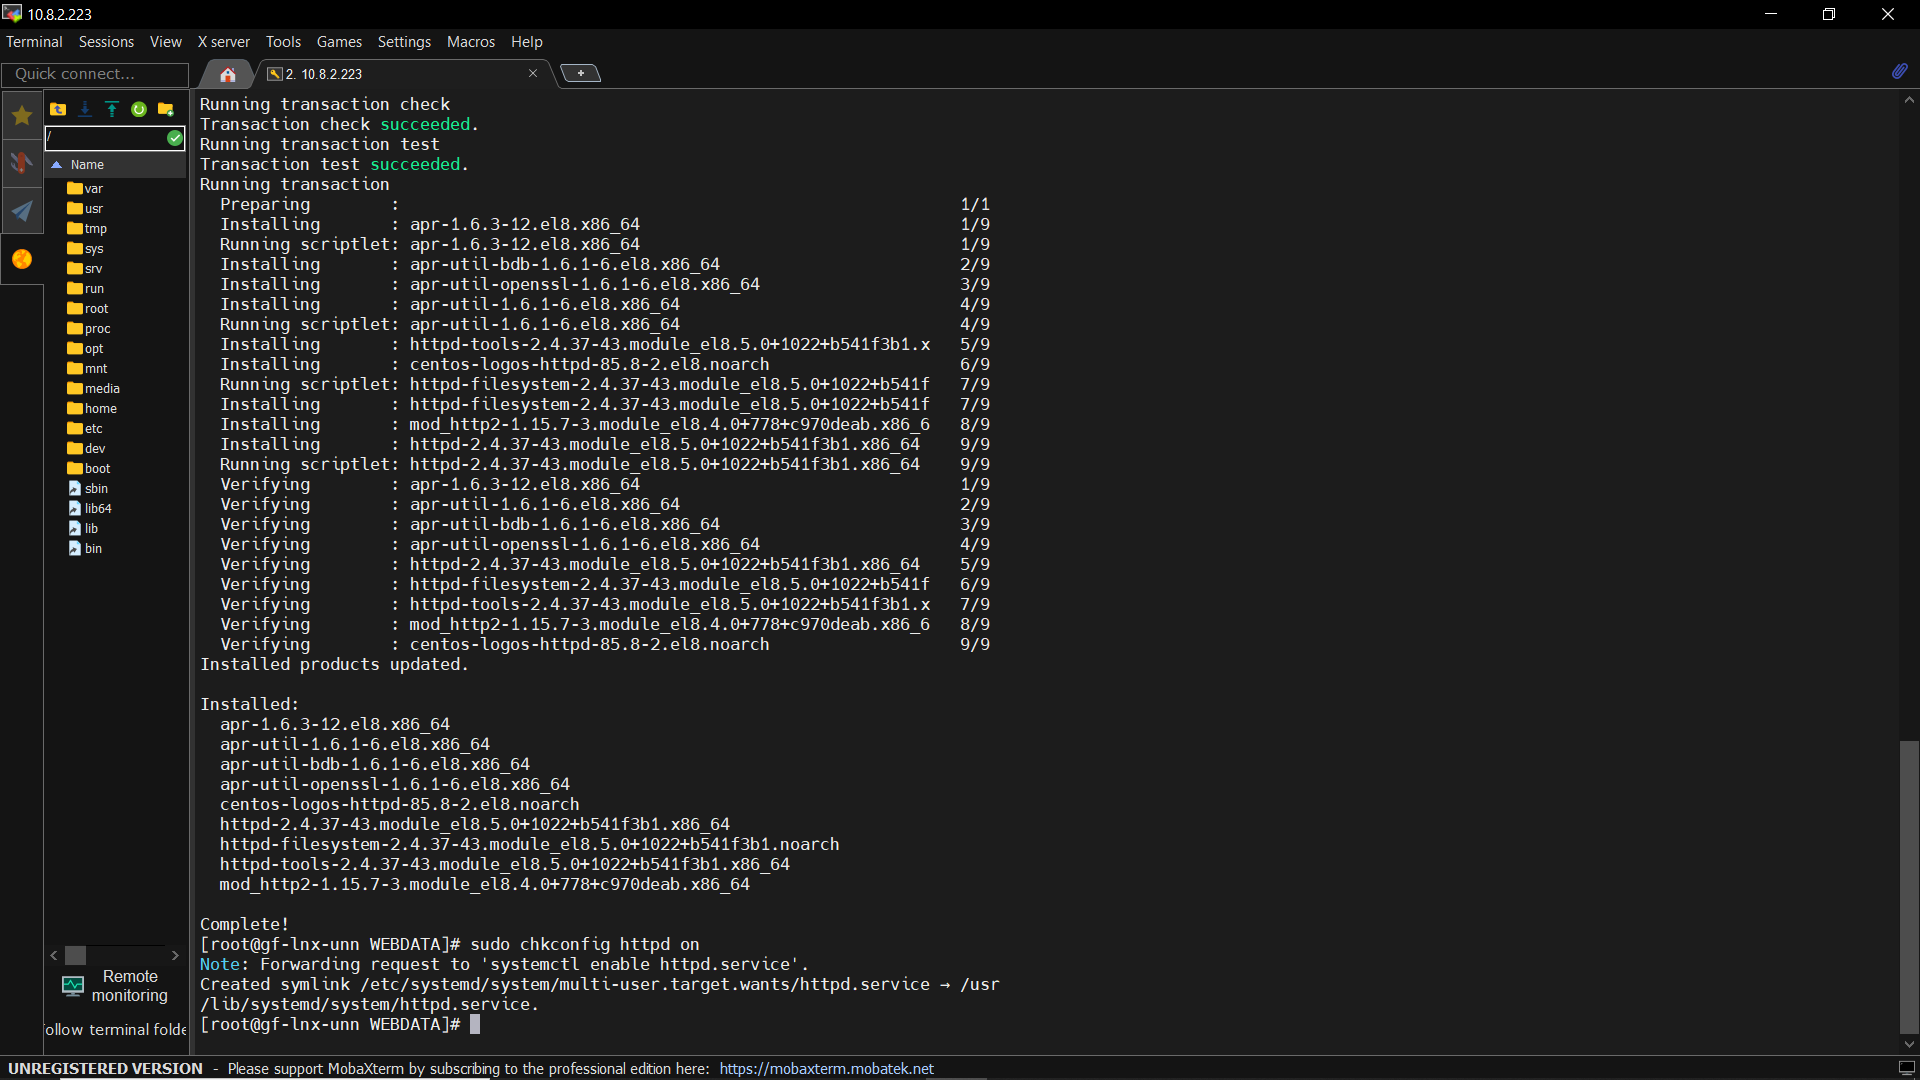 10.8.2.223
Terminal Sessions View X server Tools Games Settings Macros Help
Quick connect...
2. 10.8.2.223
/
Name
var
usr
tmp
sys
srv
run
root
proc
opt
mnt
media
home
etc
dev
boot
sbin
lib64
lib
bin
Remote
monitoring
ollow terminal folde
Running transaction check
Transaction check succeeded.
Running transaction test
Transaction test succeeded.
Running transaction
Preparing : 1/1
Installing : apr-1.6.3-12.el8.x86_64 1/9
Running scriptlet: apr-1.6.3-12.el8.x86_64 1/9
Installing : apr-util-bdb-1.6.1-6.el8.x86_64 2/9
Installing : apr-util-openssl-1.6.1-6.el8.x86_64 3/9
Installing : apr-util-1.6.1-6.el8.x86_64 4/9
Running scriptlet: apr-util-1.6.1-6.el8.x86_64 4/9
Installing : httpd-tools-2.4.37-43.module_el8.5.0+1022+b541f3b1.x 5/9
Installing : centos-logos-httpd-85.8-2.el8.noarch 6/9
Running scriptlet: httpd-filesystem-2.4.37-43.module_el8.5.0+1022+b541f 7/9
Installing : httpd-filesystem-2.4.37-43.module_el8.5.0+1022+b541f 7/9
Installing : mod_http2-1.15.7-3.module_el8.4.0+778+c970deab.x86_6 8/9
Installing : httpd-2.4.37-43.module_el8.5.0+1022+b541f3b1.x86_64 9/9
Running scriptlet: httpd-2.4.37-43.module_el8.5.0+1022+b541f3b1.x86_64 9/9
Verifying : apr-1.6.3-12.el8.x86_64 1/9
Verifying : apr-util-1.6.1-6.el8.x86_64 2/9
Verifying : apr-util-bdb-1.6.1-6.el8.x86_64 3/9
Verifying : apr-util-openssl-1.6.1-6.el8.x86_64 4/9
Verifying : httpd-2.4.37-43.module_el8.5.0+1022+b541f3b1.x86_64 5/9
Verifying : httpd-filesystem-2.4.37-43.module_el8.5.0+1022+b541f 6/9
Verifying : httpd-tools-2.4.37-43.module_el8.5.0+1022+b541f3b1.x 7/9
Verifying : mod_http2-1.15.7-3.module_el8.4.0+778+c970deab.x86_6 8/9
Verifying : centos-logos-httpd-85.8-2.el8.noarch 9/9
Installed products updated.
Installed:
apr-1.6.3-12.el8.x86_64
apr-util-1.6.1-6.el8.x86_64
apr-util-bdb-1.6.1-6.el8.x86_64
apr-util-openssl-1.6.1-6.el8.x86_64
centos-logos-httpd-85.8-2.el8.noarch
httpd-2.4.37-43.module_el8.5.0+1022+b541f3b1.x86_64
httpd-filesystem-2.4.37-43.module_el8.5.0+1022+b541f3b1.noarch
httpd-tools-2.4.37-43.module_el8.5.0+1022+b541f3b1.x86_64
mod_http2-1.15.7-3.module_el8.4.0+778+c970deab.x86_64
Complete!
[root@gf-lnx-unn WEBDATA]# sudo chkconfig httpd on
Note: Forwarding request to 'systemctl enable httpd.service'.
Created symlink /etc/systemd/system/multi-user.target.wants/httpd.service → /usr
/lib/systemd/system/httpd.service.
[root@gf-lnx-unn WEBDATA]#
UNREGISTERED VERSION - Please support MobaXterm by subscribing to the professional edition here: https://mobaxterm.mobatek.net